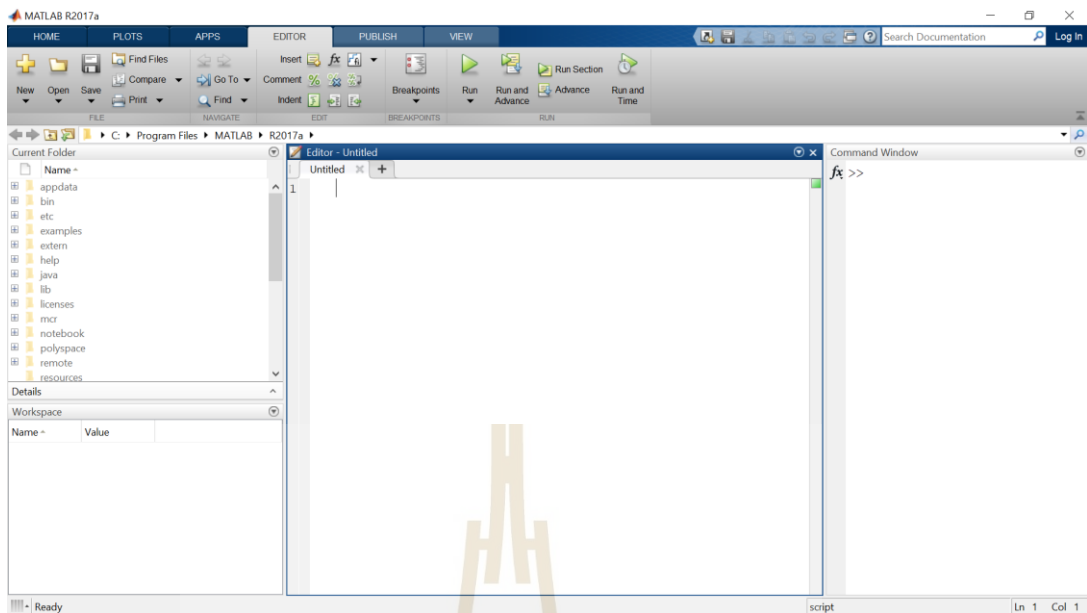 MATLAB R2017a
HOME PLOTS APPS EDITOR PUBLISH VIEW Search Documentation Log In
New Open Save Find Files Compare Print Go To Find Insert fx Comment % Indent Breakpoints Run Run and Advance Run Section Advance Run and Time
FILE NAVIGATE EDIT BREAKPOINTS RUN
C: Program Files MATLAB R2017a
Current Folder
Name
appdata
bin
etc
examples
extern
help
java
lib
licenses
mcr
notebook
polyspace
remote
resources
Details
Workspace
Name Value
Editor - Untitled
Untitled +
1
Command Window
fx >>
Ready script Ln 1 Col 1